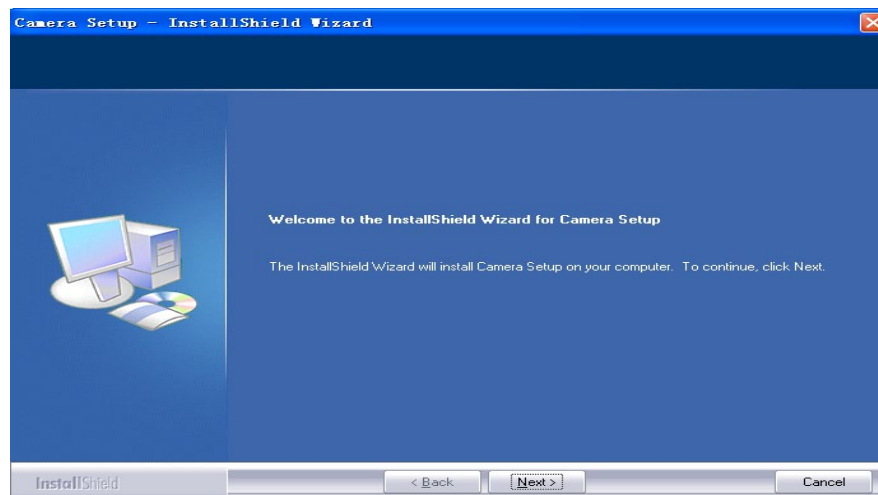 Camera Setup - InstallShield Wizard
Welcome to the InstallShield Wizard for Camera Setup
The InstallShield Wizard will install Camera Setup on your computer. To continue, click Next.
InstallShield
< Back
Next >
Cancel